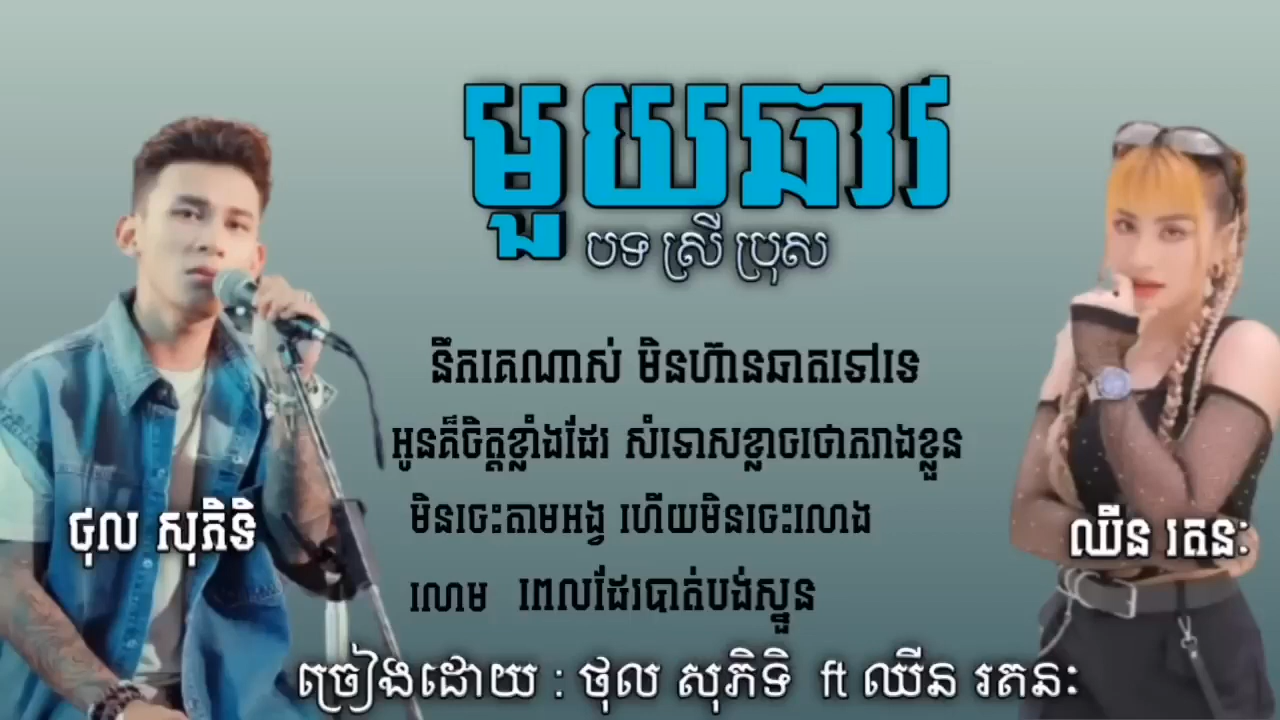 មួយឆាវ
បទ ស្រី ប្រុស
នឹកគេណាស់ មិនហ៊ានឆាតទៅទេ
អូនក៏ចិត្តខ្លាំងដែរ សំទោសខ្លាចថោករាងខ្លួន
មិនចេះតាមអង្វ ហើយមិនចេះលោង
លោម ពេលដែរបាត់បង់ស្នួន
ថុល សុភិទិ
ឈីន រតនៈ
ច្រៀងដោយ : ថុល សុភិទិ ft ឈីន រតនៈ